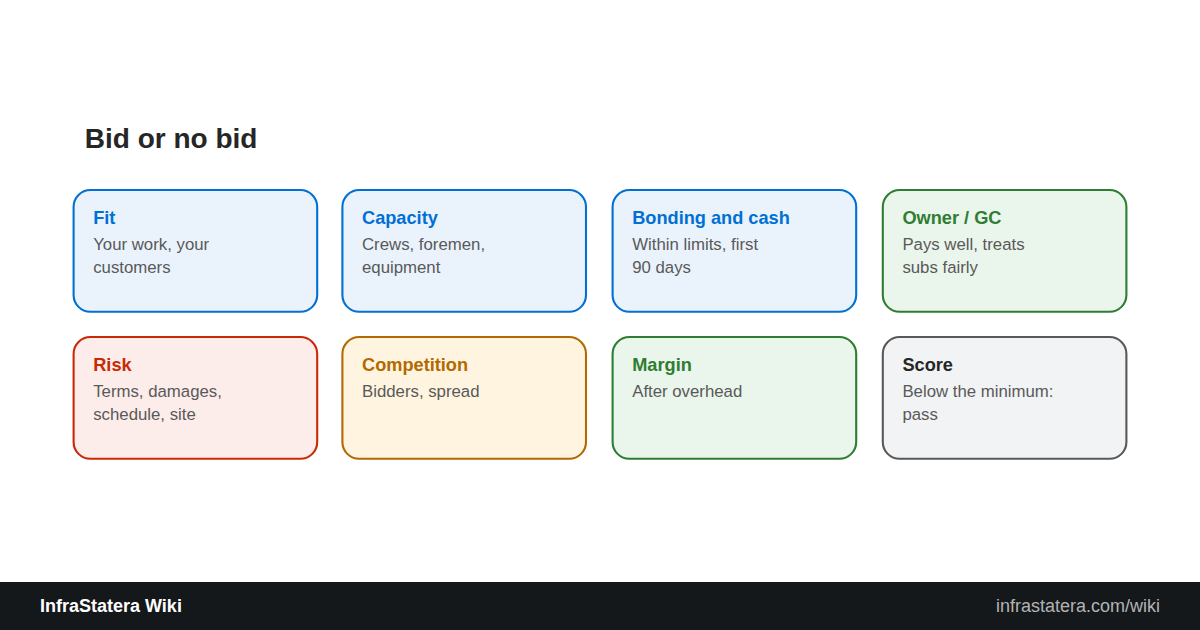 Bid or no bid
Fit
Your work, your
customers
Capacity
Crews, foremen,
equipment
Bonding and cash
Within limits, first
90 days
Owner / GC
Pays well, treats
subs fairly
Risk
Terms, damages,
schedule, site
Competition
Bidders, spread
Margin
After overhead
Score
Below the minimum:
pass
InfraStatera Wiki
infrastatera.com/wiki